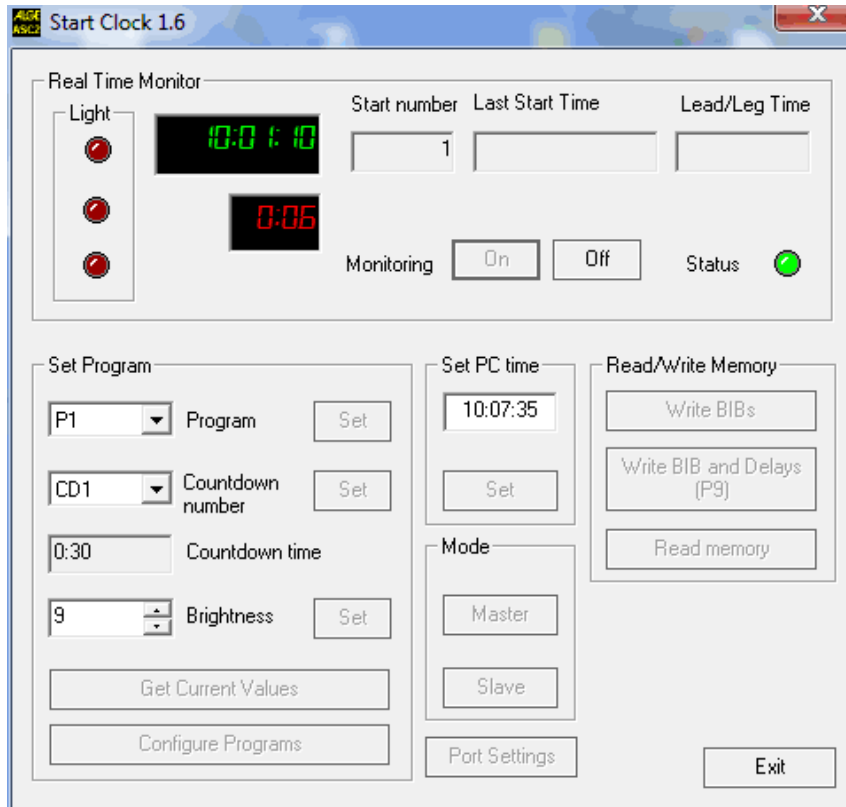 ALGE
ASC2
Start Clock 1.6
X
Real Time Monitor
Light
10:01:10
0:06
Start number
Last Start Time
Lead/Leg Time
1
Monitoring
On
Off
Status
Set Program
P1
Program
Set
CD1
Countdown
number
Set
0:30
Countdown time
9
Brightness
Set
Get Current Values
Configure Programs
Set PC time
10:07:35
Set
Mode
Master
Slave
Port Settings
Read/Write Memory
Write BIBs
Write BIB and Delays
(P9)
Read memory
Exit